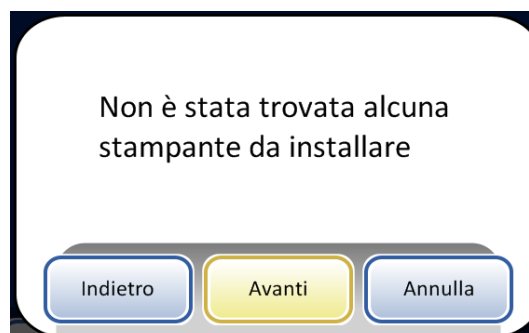 Non è stata trovata alcuna
stampante da installare
Indietro Avanti Annulla